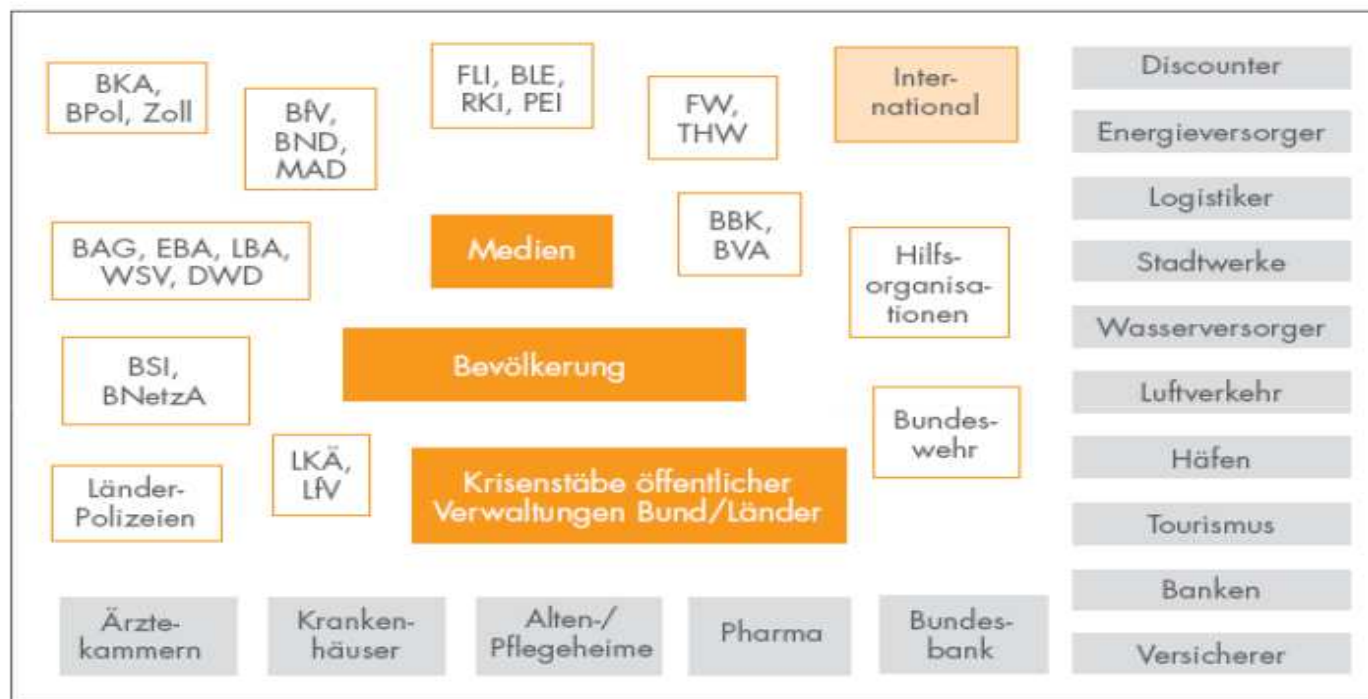 BKA,
BPol, Zoll
BfV,
BND,
MAD
FLI, BLE,
RKI, PEI
FW,
THW
Inter-
national
BAG, EBA, LBA,
WSV, DWD
Medien
BBK,
BVA
Hilfs-
organisa-
tionen
BSI,
BNetzA
Bevölkerung
Bundes-
wehr
Länder-
Polizeien
LKÄ,
LfV
Krisenstäbe öffentlicher
Verwaltungen Bund/Länder
Ärzte-
kammern
Kranken-
häuser
Alten-/
Pflegeheime
Pharma
Bundes-
bank
Discounter
Energieversorger
Logistiker
Stadtwerke
Wasserversorger
Luftverkehr
Häfen
Tourismus
Banken
Versicherer